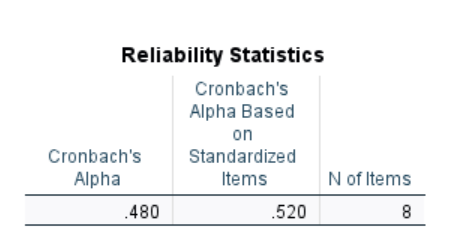 Reliability Statistics
Cronbach's
Alpha
Cronbach's
Alpha Based
on
Standardized
Items
N of Items
.480
.520
8